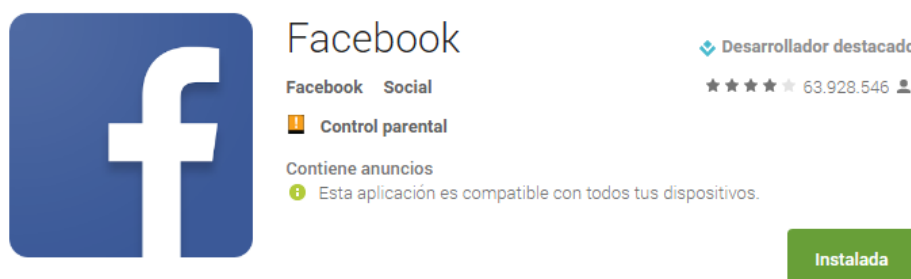 Facebook
Desarrollador destacado
Facebook Social
63.928.546
Control parental
Contiene anuncios
Esta aplicación es compatible con todos tus dispositivos.
Instalada